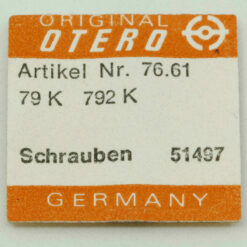 ORIGINAL
OTERO
Artikel Nr. 76.61
79 K 792 K
Schrauben 51497
GERMANY